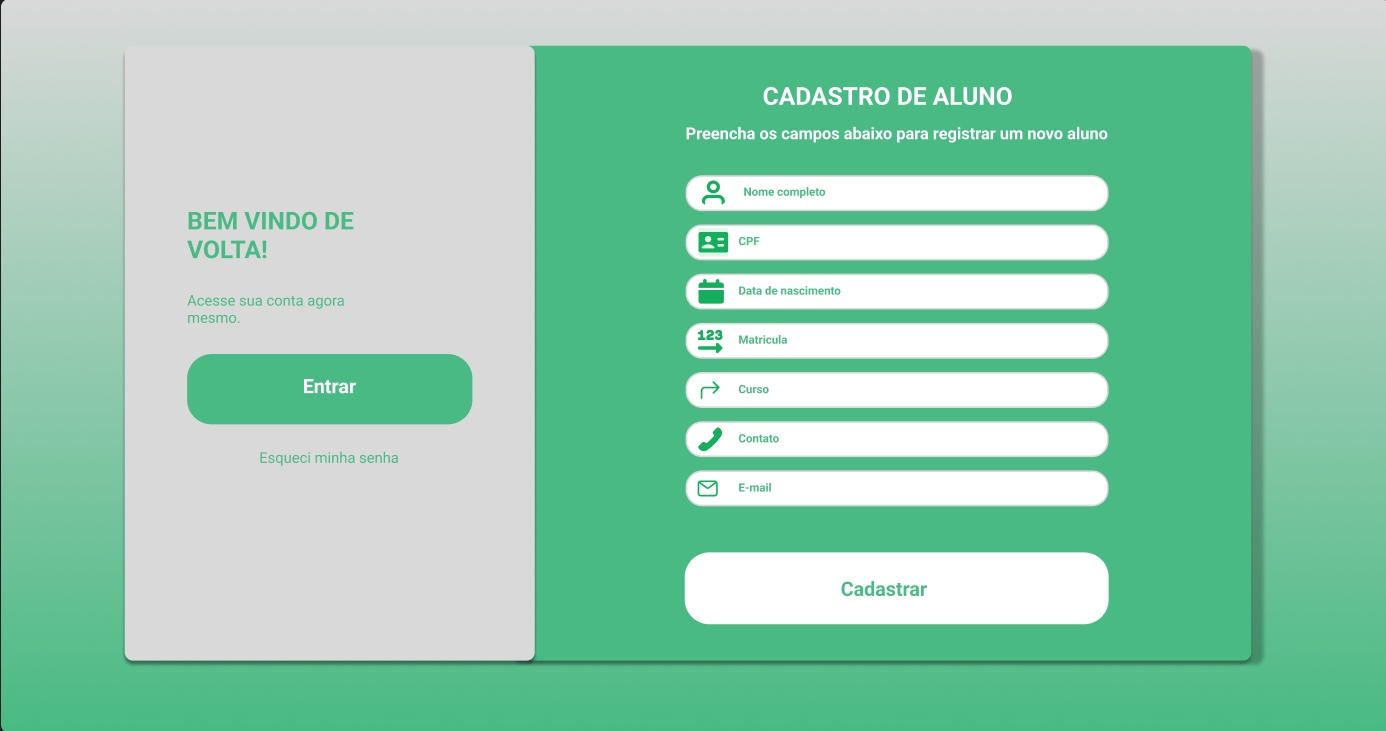 BEM VINDO DE
VOLTA!
Acesse sua conta agora
mesmo.
Entrar
Esqueci minha senha
CADASTRO DE ALUNO
Preencha os campos abaixo para registrar um novo aluno
Nome completo
CPF
Data de nascimento
123
Matricula
Curso
Contato
E-mail
Cadastrar